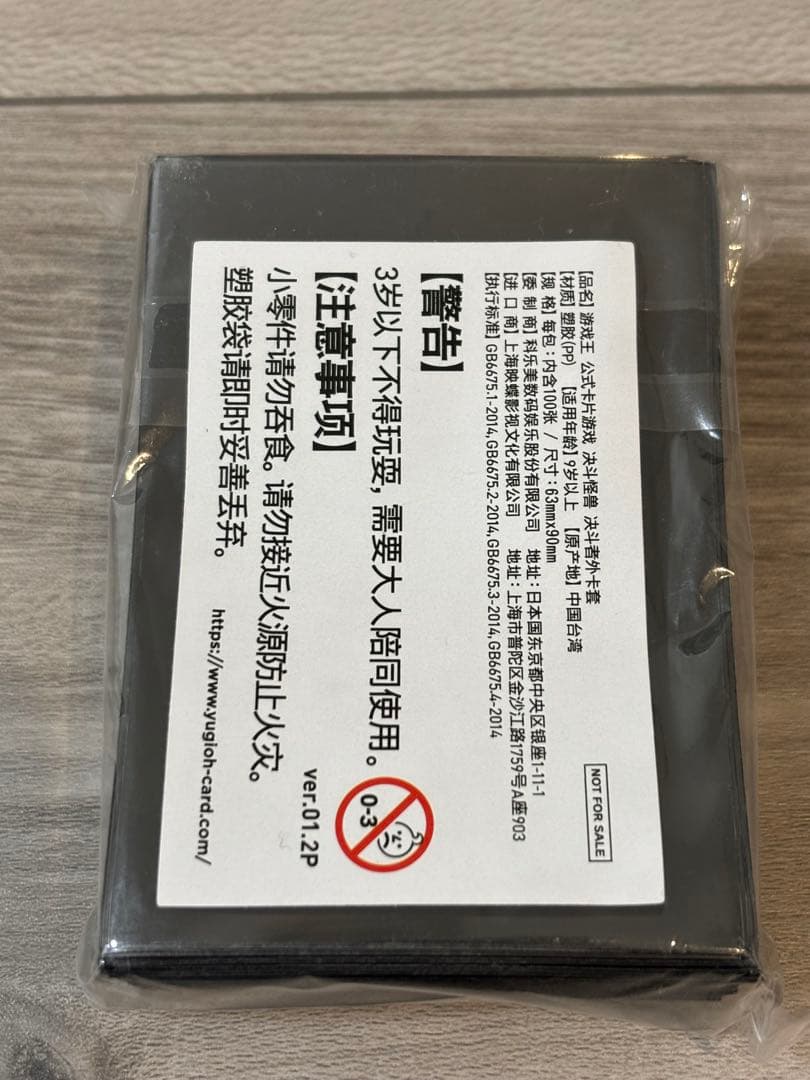 【品名】游戏王 公式卡片游戏 决斗怪兽 决斗者外卡套
【材质】塑胶(PP) 【适用年龄】9岁以上 【原产地】中国台湾
【规 格】每包：内含100张 / 尺寸：63mmx90mm
【委 制 商】科乐美数码娱乐股份有限公司 地址：日本国东京都中央区银座1-11-1
【进 口 商】上海映蝶影视文化有限公司 地址：上海市普陀区金沙江路1759号A座903
【执行标准】GB6675.1-2014,GB6675.2-2014,GB6675.3-2014,GB6675.4-2014
NOT FOR SALE
【警告】
3岁以下不得玩耍，需要大人陪同使用。
0-3
【注意事项】
ver.01.2P
小零件请勿吞食。请勿接近火源防止火灾。
塑胶袋请即时妥善丢弃。
https://www.yugioh-card.com/